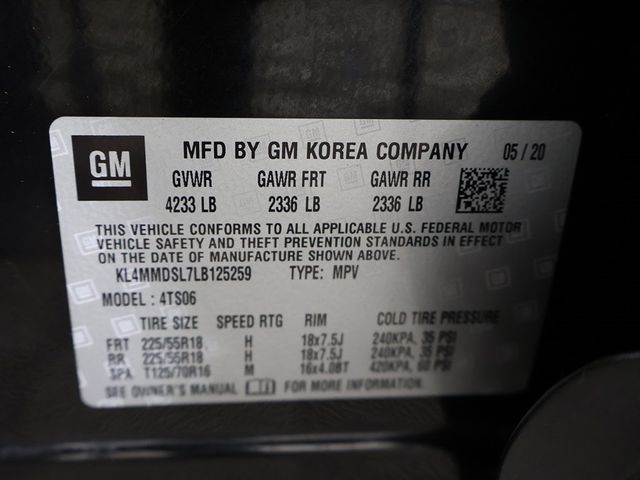 GM MFD BY GM KOREA COMPANY 05 / 20
GVWR GAWR FRT GAWR RR
4233 LB 2336 LB 2336 LB
THIS VEHICLE CONFORMS TO ALL APPLICABLE U.S. FEDERAL MOTOR
VEHICLE SAFETY AND THEFT PREVENTION STANDARDS IN EFFECT
ON THE DATE OF MANUFACTURE SHOWN ABOVE.
KL4MMDSL7LB125259 TYPE: MPV
MODEL : 4TS06
TIRE SIZE SPEED RTG RIM COLD TIRE PRESSURE
FRT 225/55R18 H 18x7.5J 240KPA, 35 PSI
RR 225/55R18 H 18x7.5J 240KPA, 35 PSI
SPA T125/70R16 M 16x4.0BT 420KPA, 60 PSI
SEE OWNER'S MANUAL FOR ADDITIONAL INFORMATION